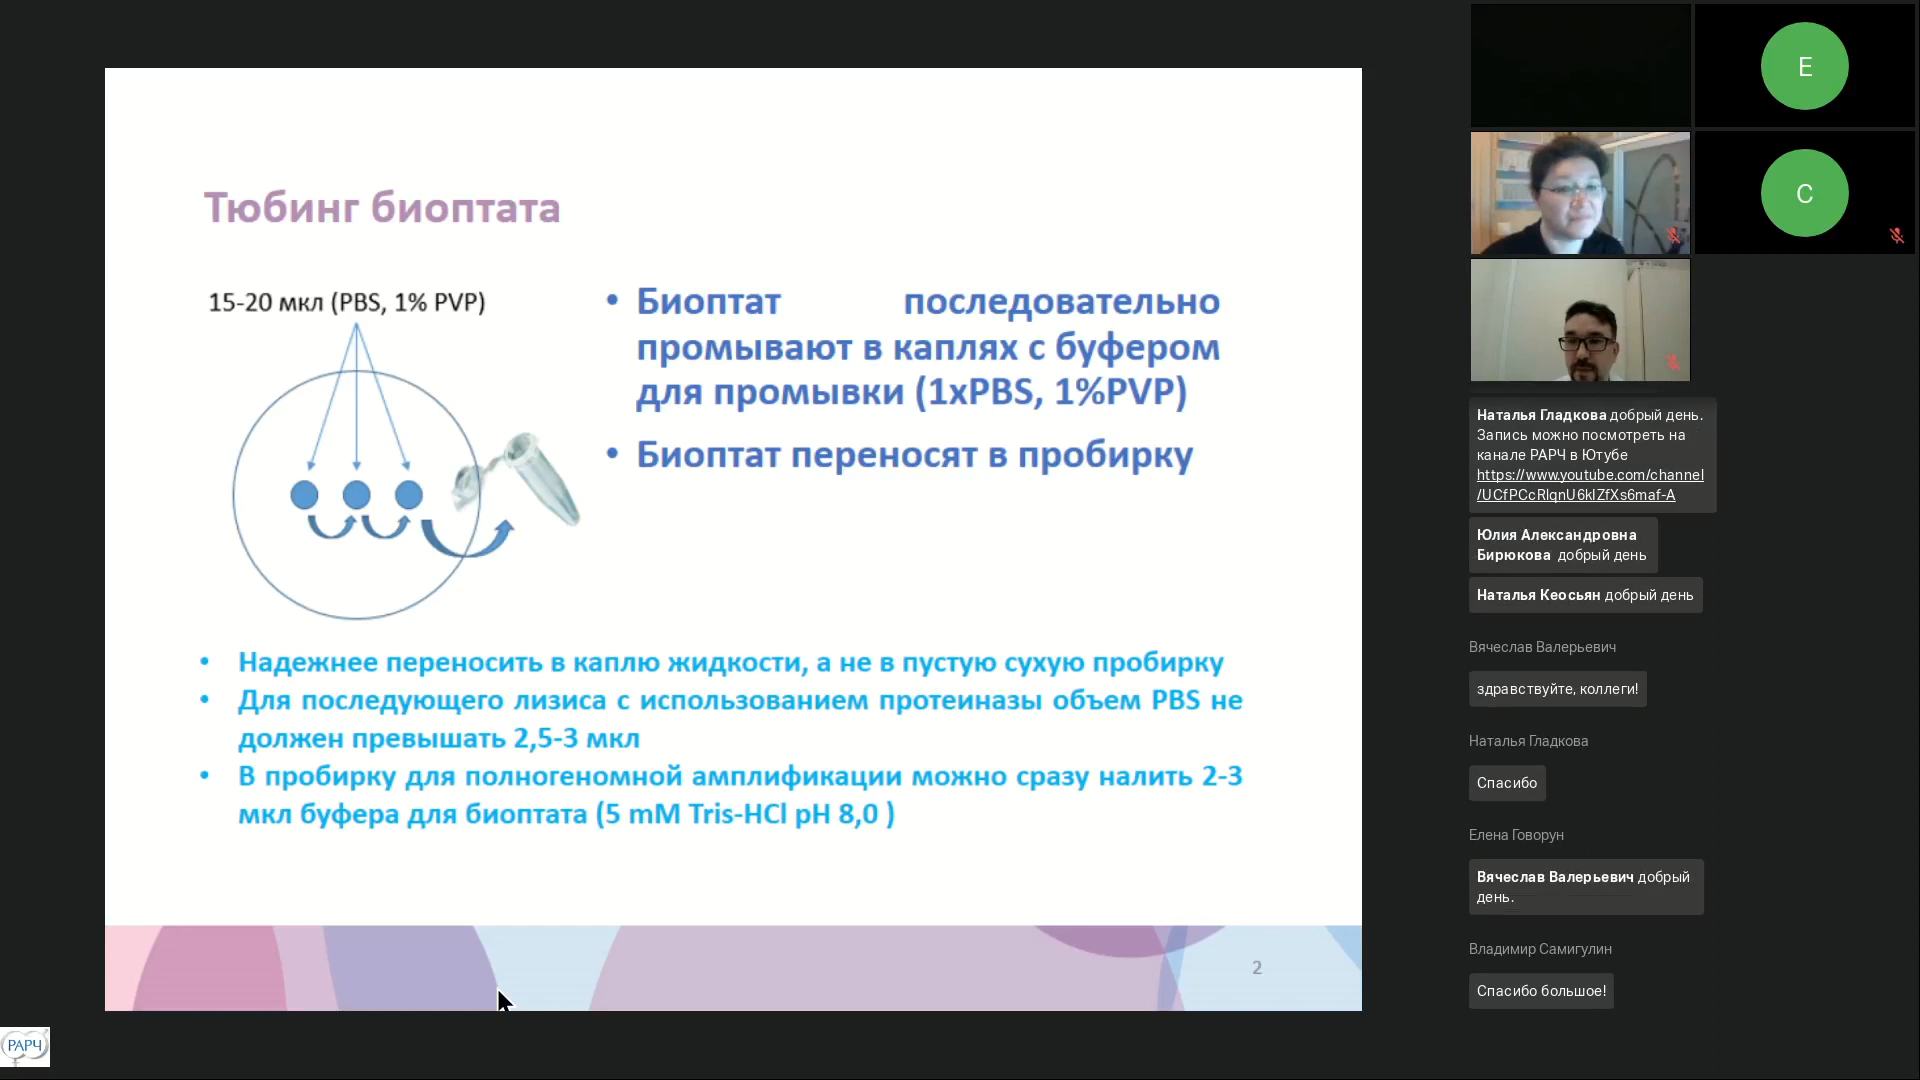 Тюбинг биоптата
15-20 мкл (PBS, 1% PVP)
• Биоптат последовательно
промывают в каплях с буфером
для промывки (1xPBS, 1%PVP)
• Биоптат переносят в пробирку
• Надежнее переносить в каплю жидкости, а не в пустую сухую пробирку
• Для последующего лизиса с использованием протеиназы объем PBS не
должен превышать 2,5-3 мкл
• В пробирку для полногеномной амплификации можно сразу налить 2-3
мкл буфера для биоптата (5 mM Tris-HCl pH 8,0 )
2
РАРЧ
E
C
Наталья Гладкова добрый день.
Запись можно посмотреть на
канале РАРЧ в Ютубе
https://www.youtube.com/channel
/UCfPCcRlqnU6klZfXs6maf-A
Юлия Александровна
Бирюкова добрый день
Наталья Кеосьян добрый день
Вячеслав Валерьевич
здравствуйте, коллеги!
Наталья Гладкова
Спасибо
Елена Говорун
Вячеслав Валерьевич добрый
день.
Владимир Самигулин
Спасибо большое!